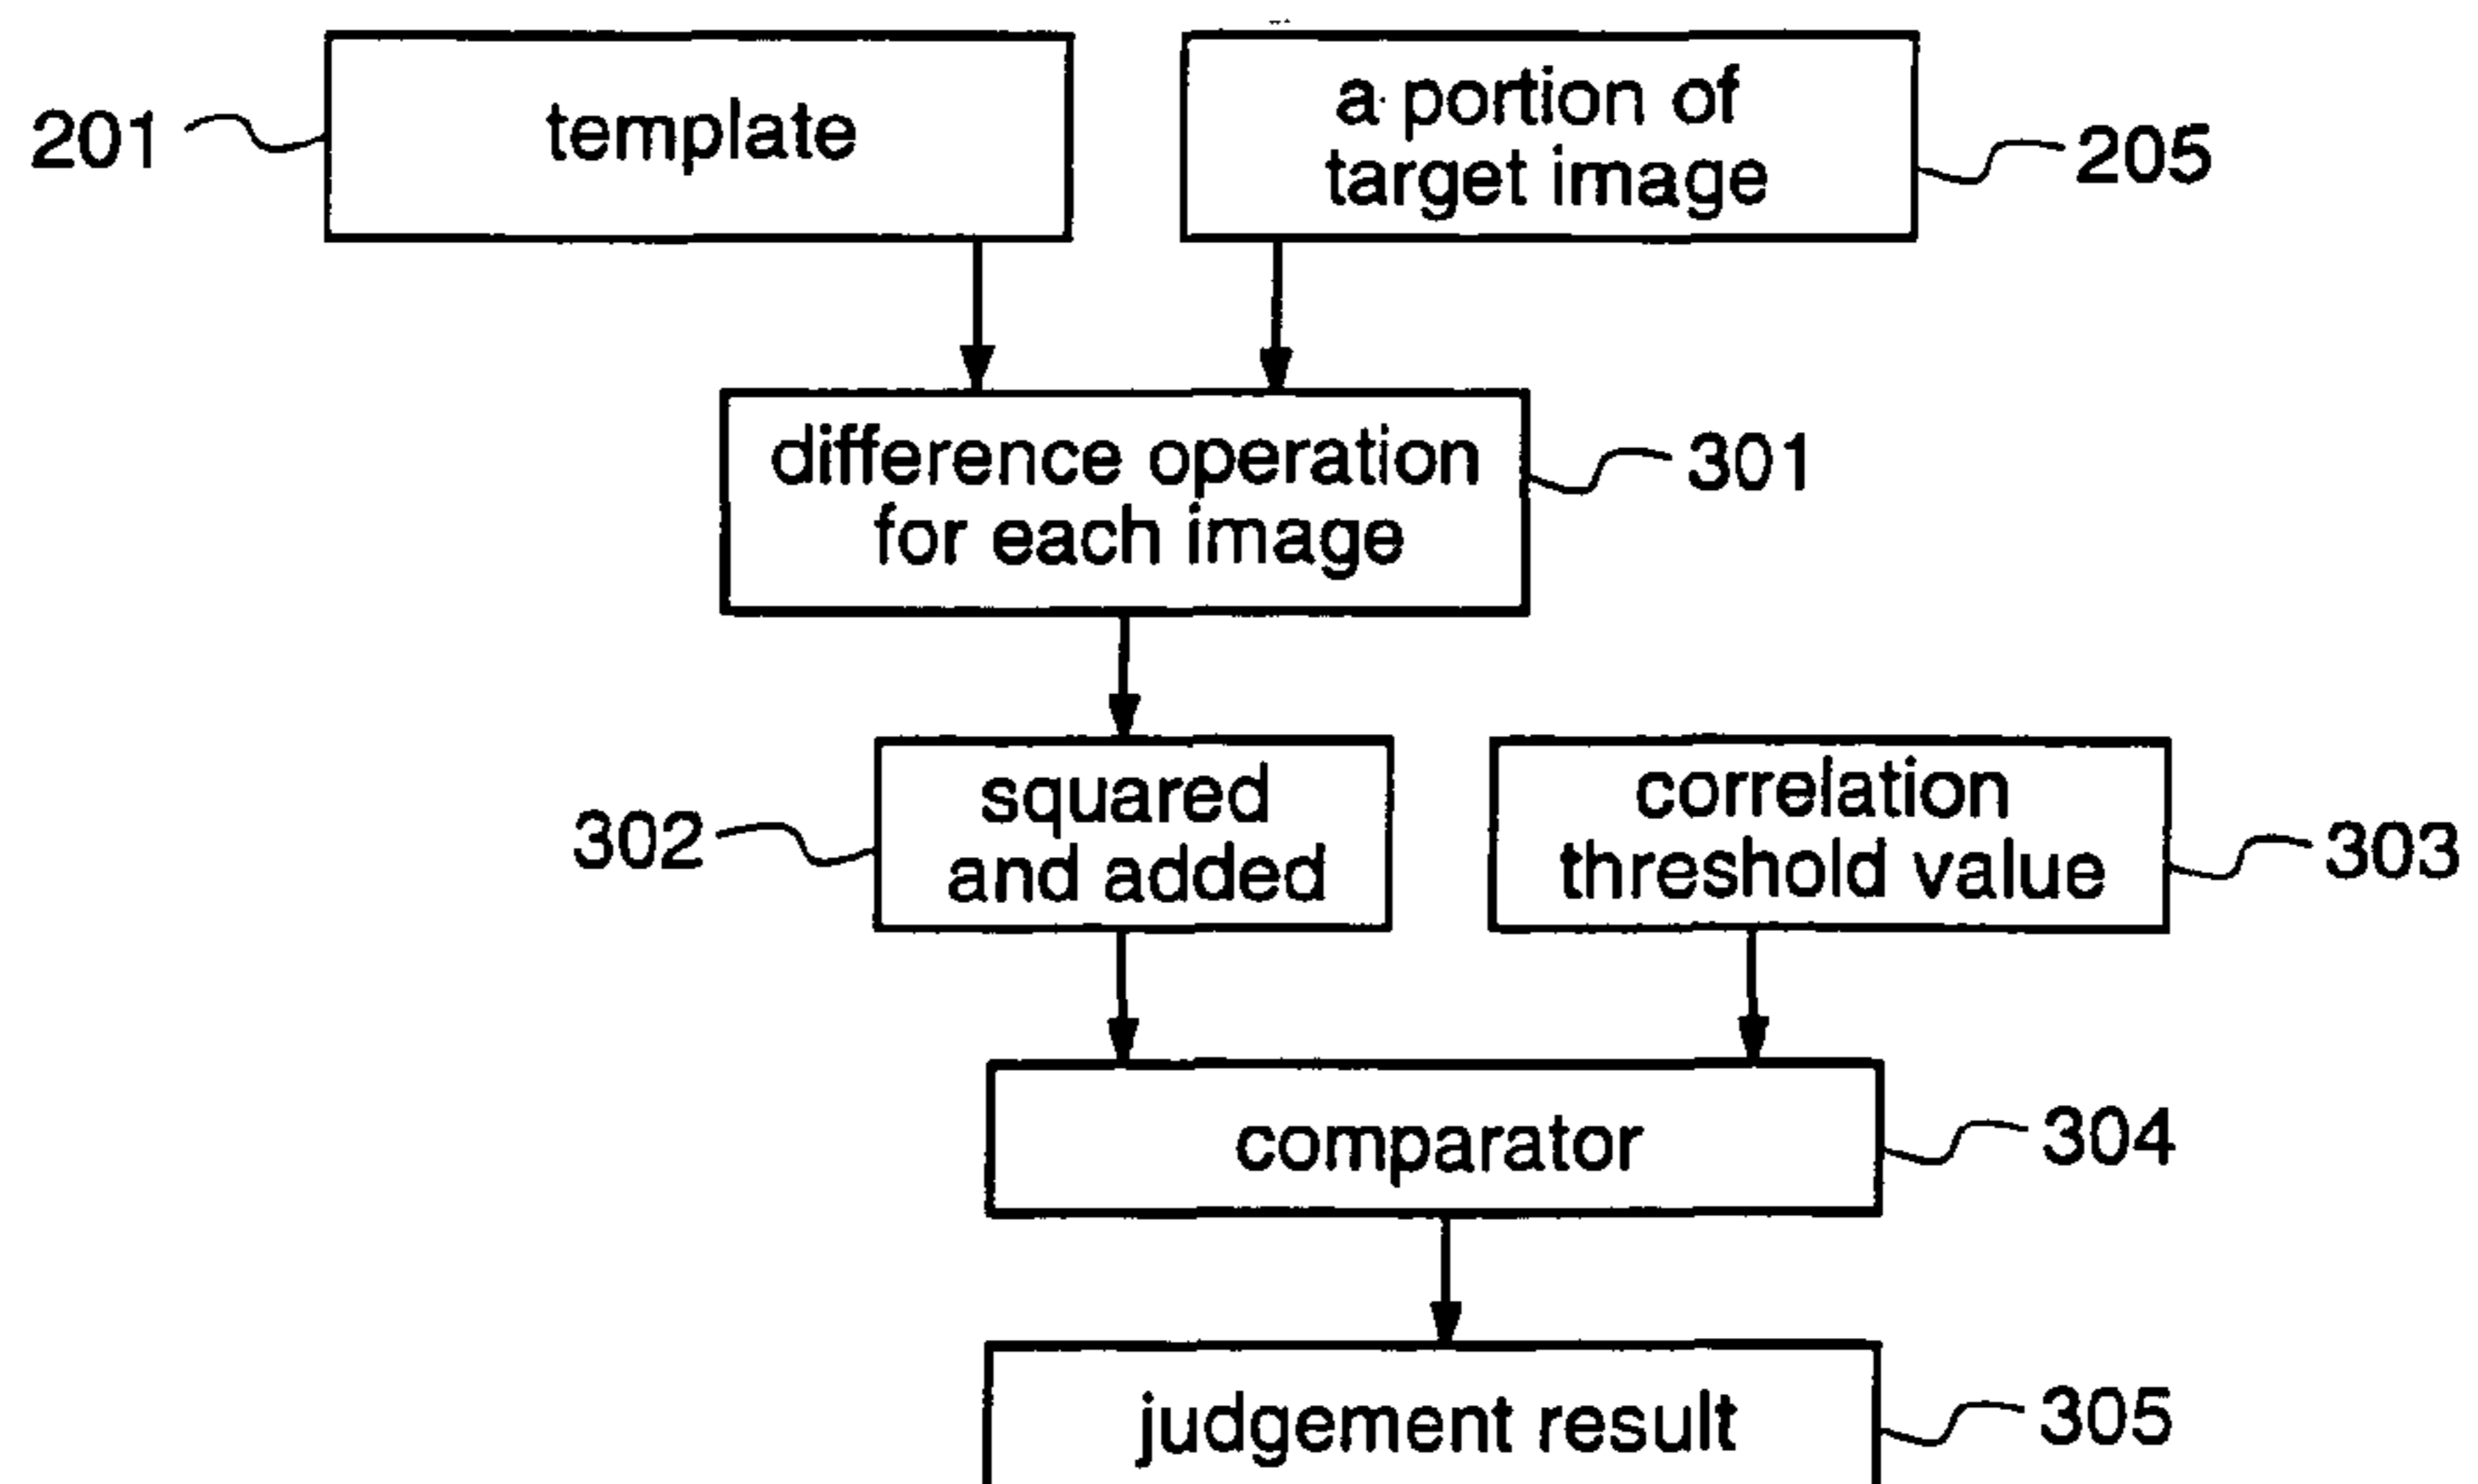 201
template
a portion of
target image
205
difference operation
for each image
301
302
squared
and added
correlation
threshold value
303
comparator
304
judgement result
305